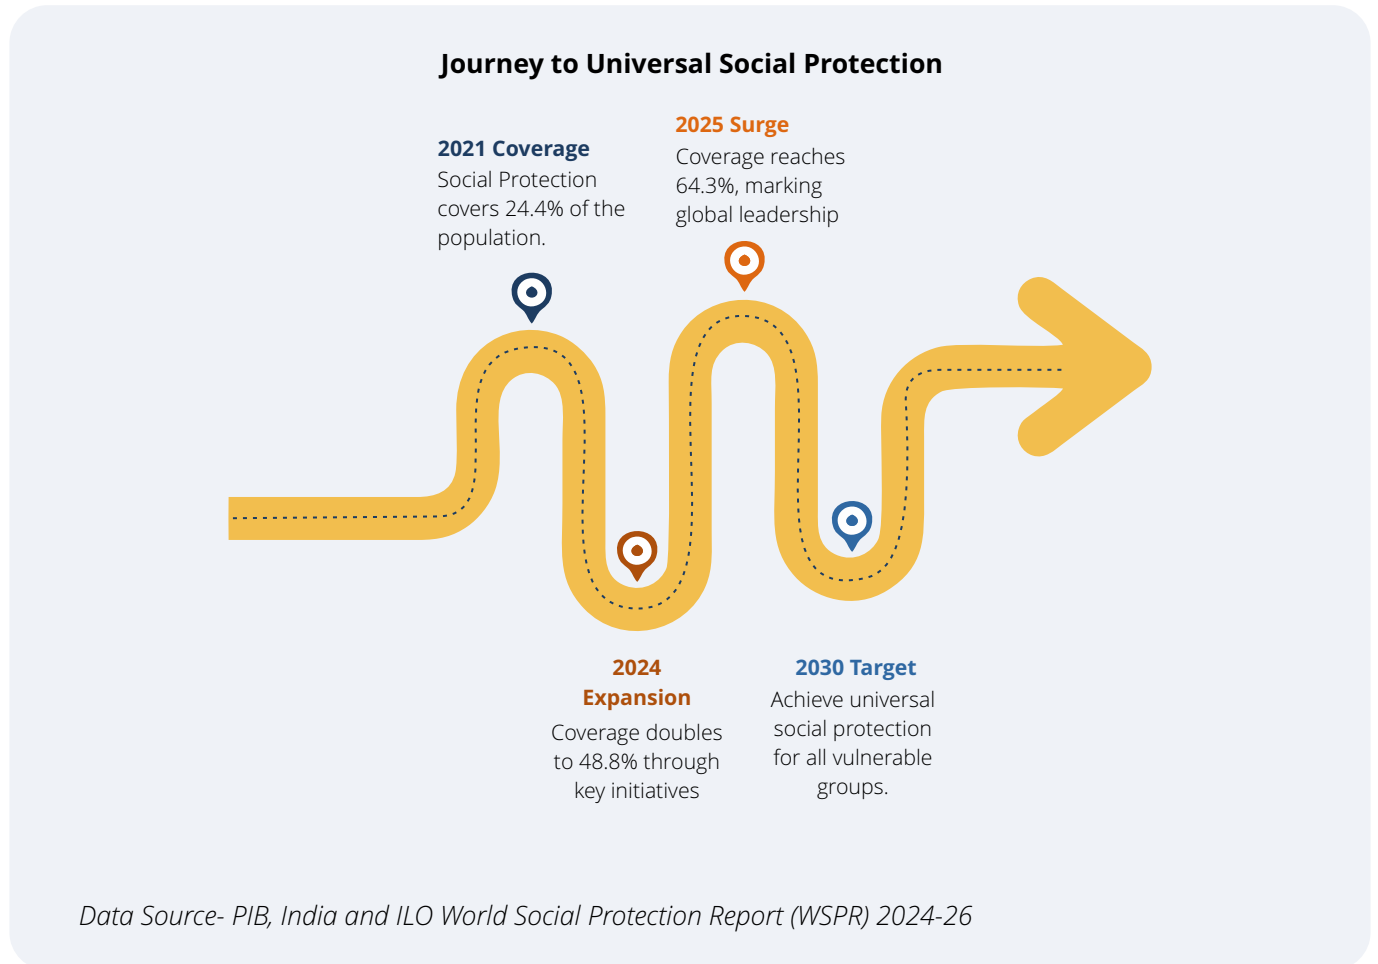 Journey to Universal Social Protection
2021 Coverage
Social Protection
covers 24.4% of the
population.
2025 Surge
Coverage reaches
64.3%, marking
global leadership
2024
Expansion
Coverage doubles
to 48.8% through
key initiatives
2030 Target
Achieve universal
social protection
for all vulnerable
groups.
Data Source- PIB, India and ILO World Social Protection Report (WSPR) 2024-26